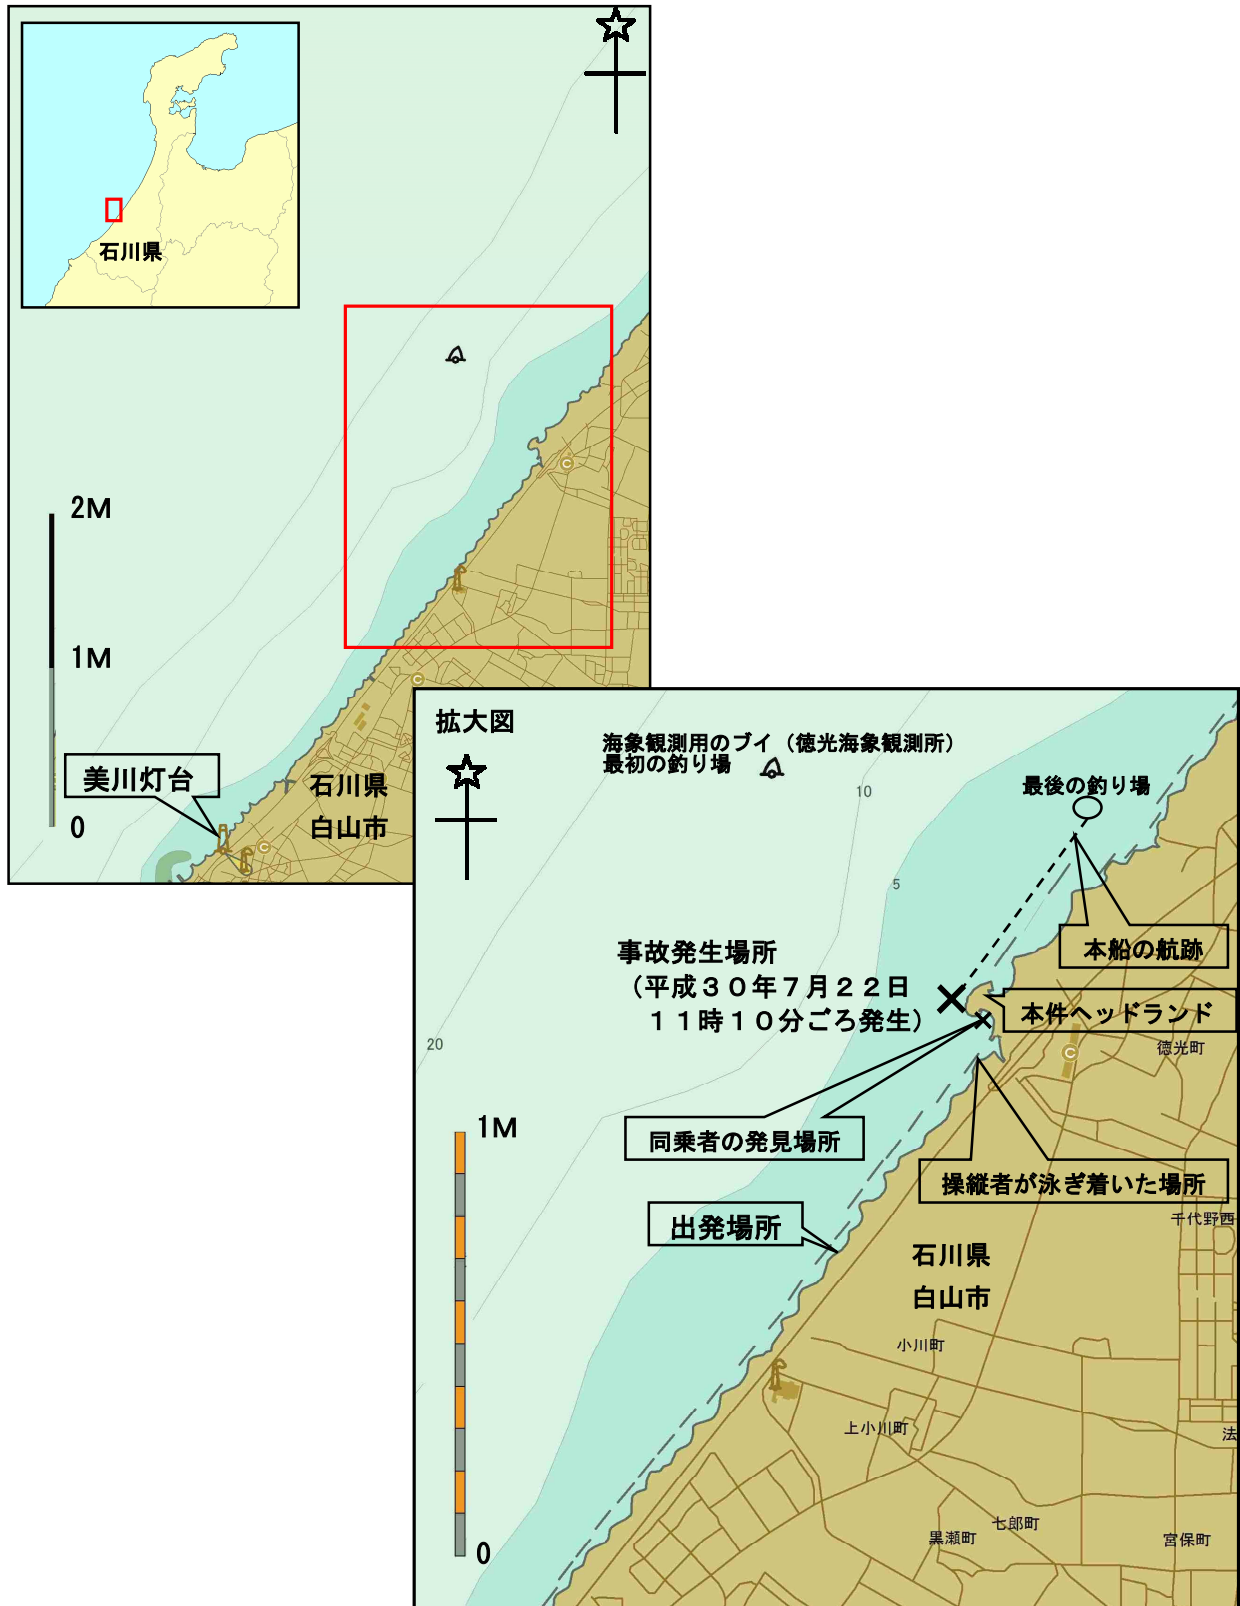 石川県
2M
1M
0
美川灯台
石川県
白山市
拡大図
海象観測用のブイ（徳光海象観測所）
最初の釣り場
10
最後の釣り場
5
本船の航跡
事故発生場所
（平成３０年７月２２日
１１時１０分ごろ発生）
本件ヘッドランド
20
徳光町
1M
同乗者の発見場所
操縦者が泳ぎ着いた場所
千代野西
出発場所
石川県
白山市
小川町
上小川町
法
七郎町
黒瀬町
宮保町
0
C
C
C
C